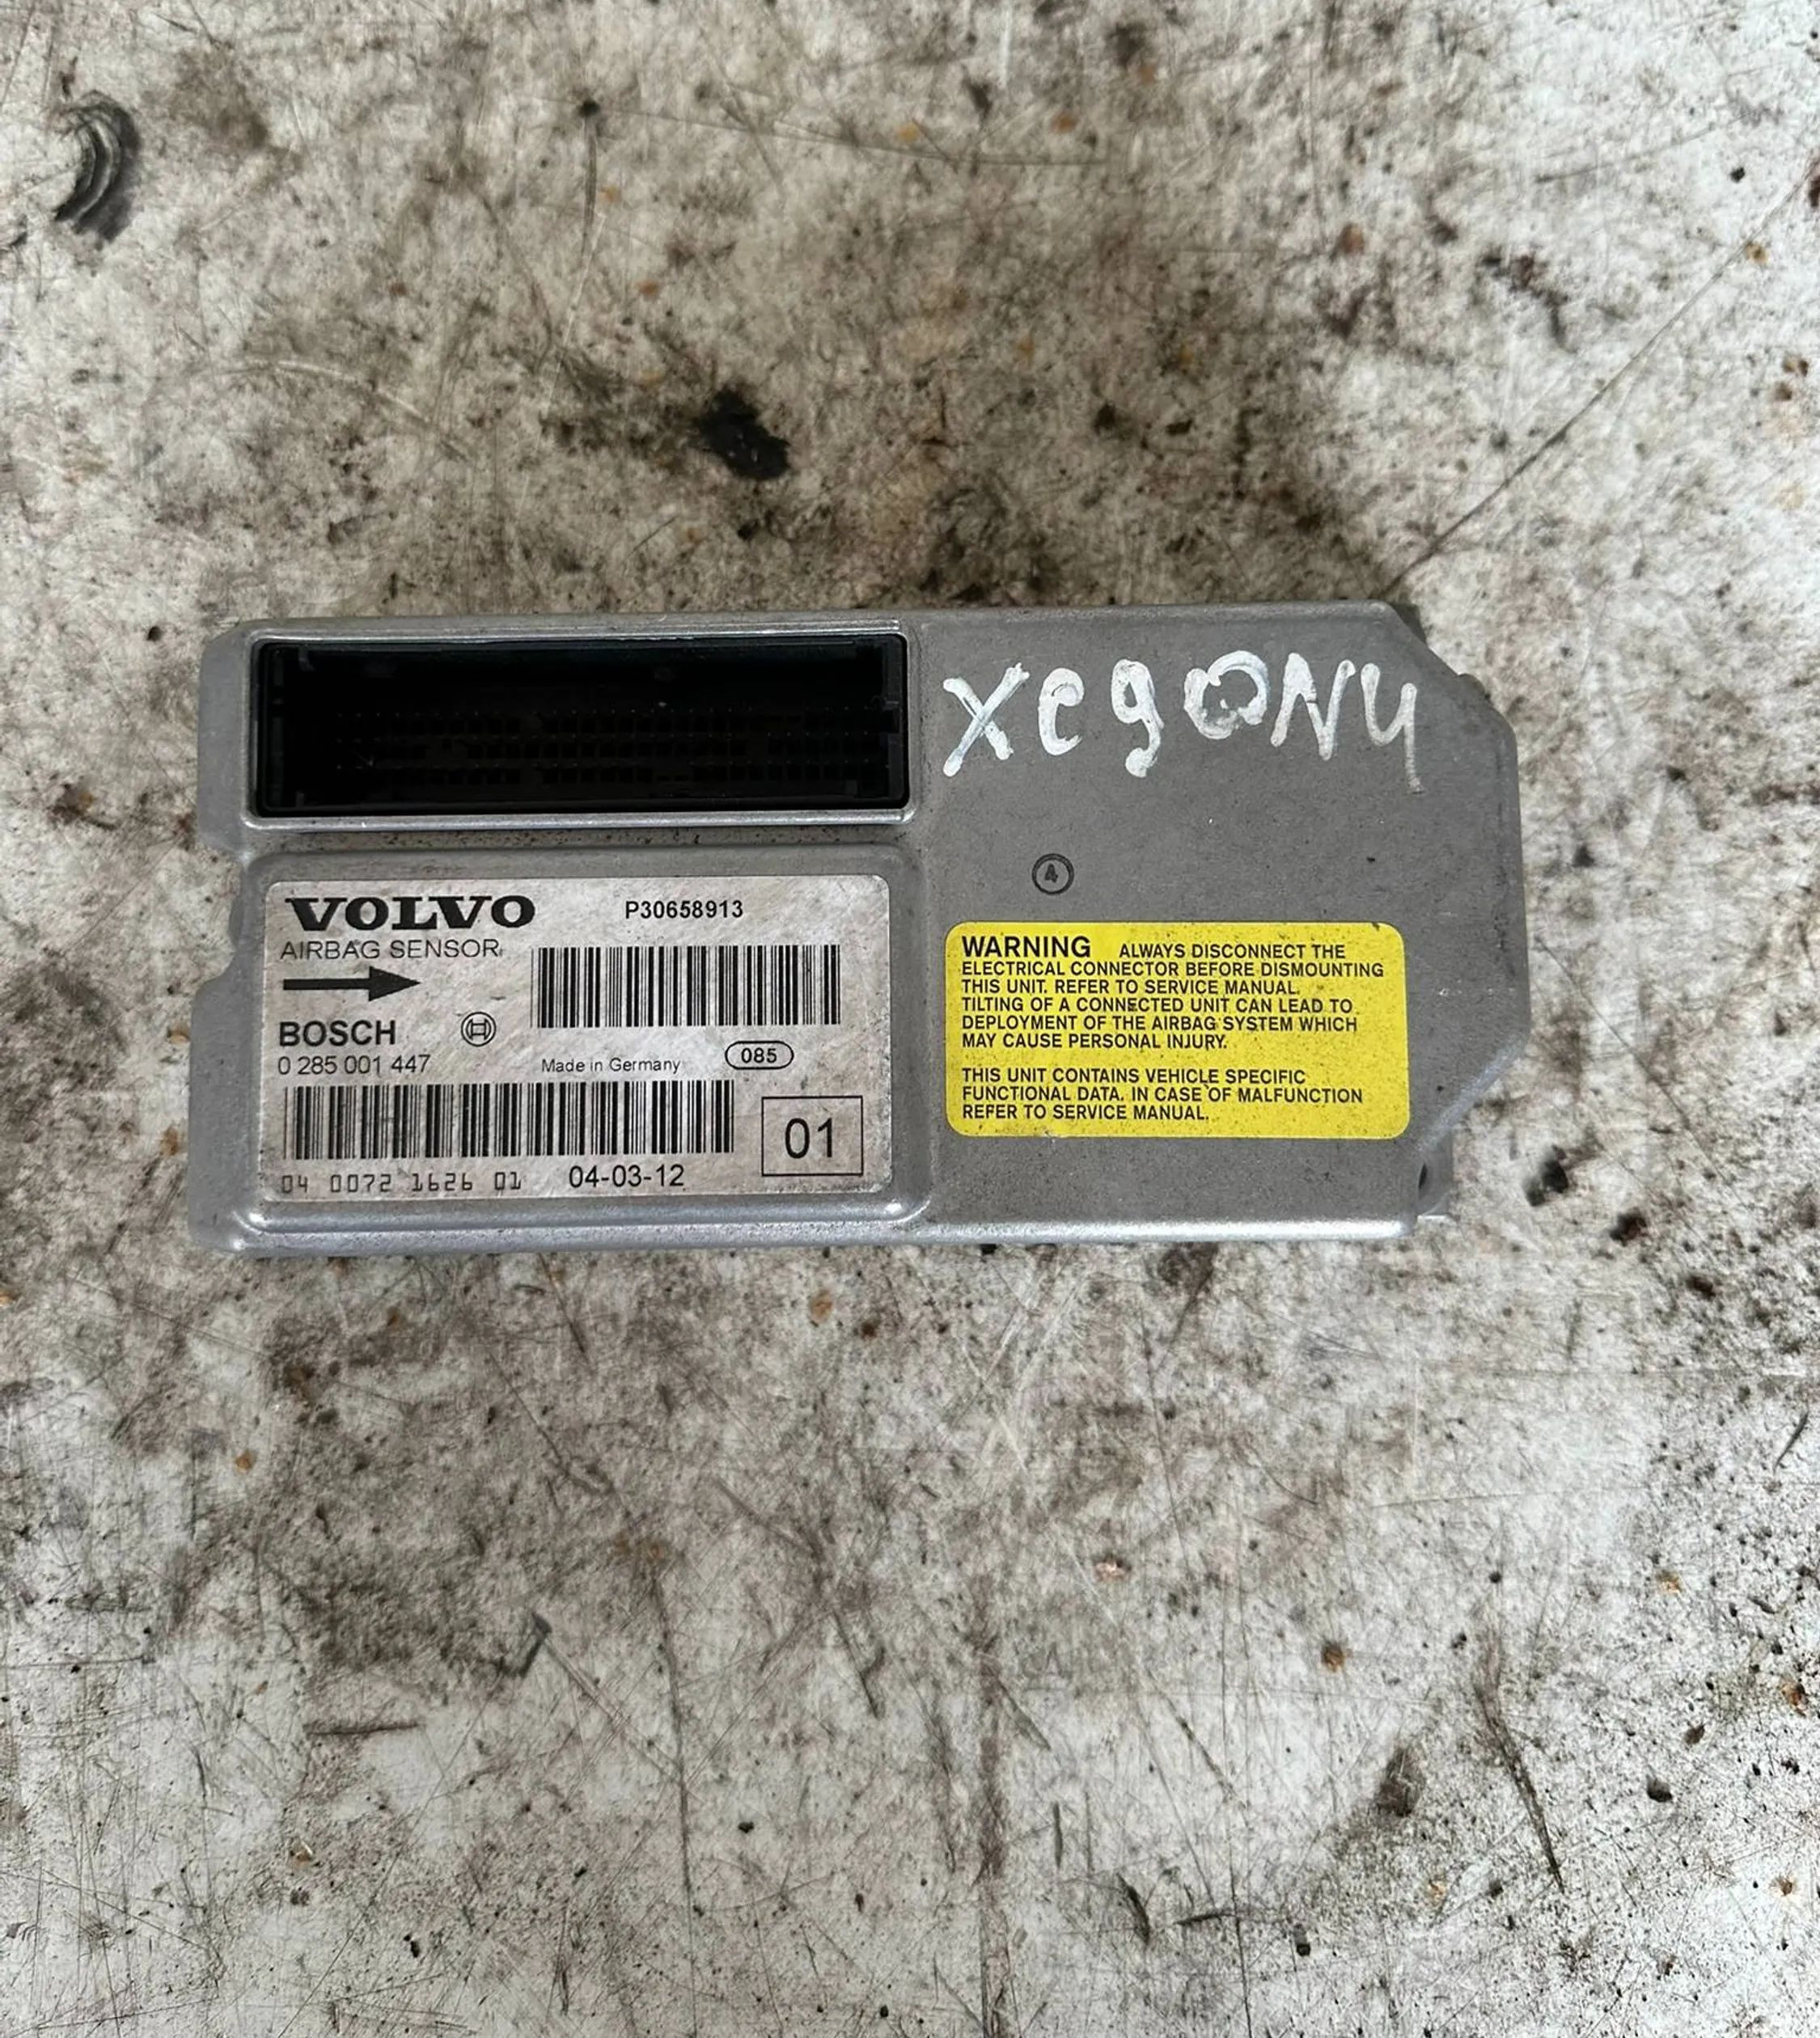 XC90N4
4
VOLVO P30658913
AIRBAG SENSOR
BOSCH
0 285 001 447 Made in Germany 085
01
04 0072 1626 01 04-03-12
WARNING ALWAYS DISCONNECT THE
ELECTRICAL CONNECTOR BEFORE DISMOUNTING
THIS UNIT. REFER TO SERVICE MANUAL.
TILTING OF A CONNECTED UNIT CAN LEAD TO
DEPLOYMENT OF THE AIRBAG SYSTEM WHICH
MAY CAUSE PERSONAL INJURY.
THIS UNIT CONTAINS VEHICLE SPECIFIC
FUNCTIONAL DATA. IN CASE OF MALFUNCTION
REFER TO SERVICE MANUAL.